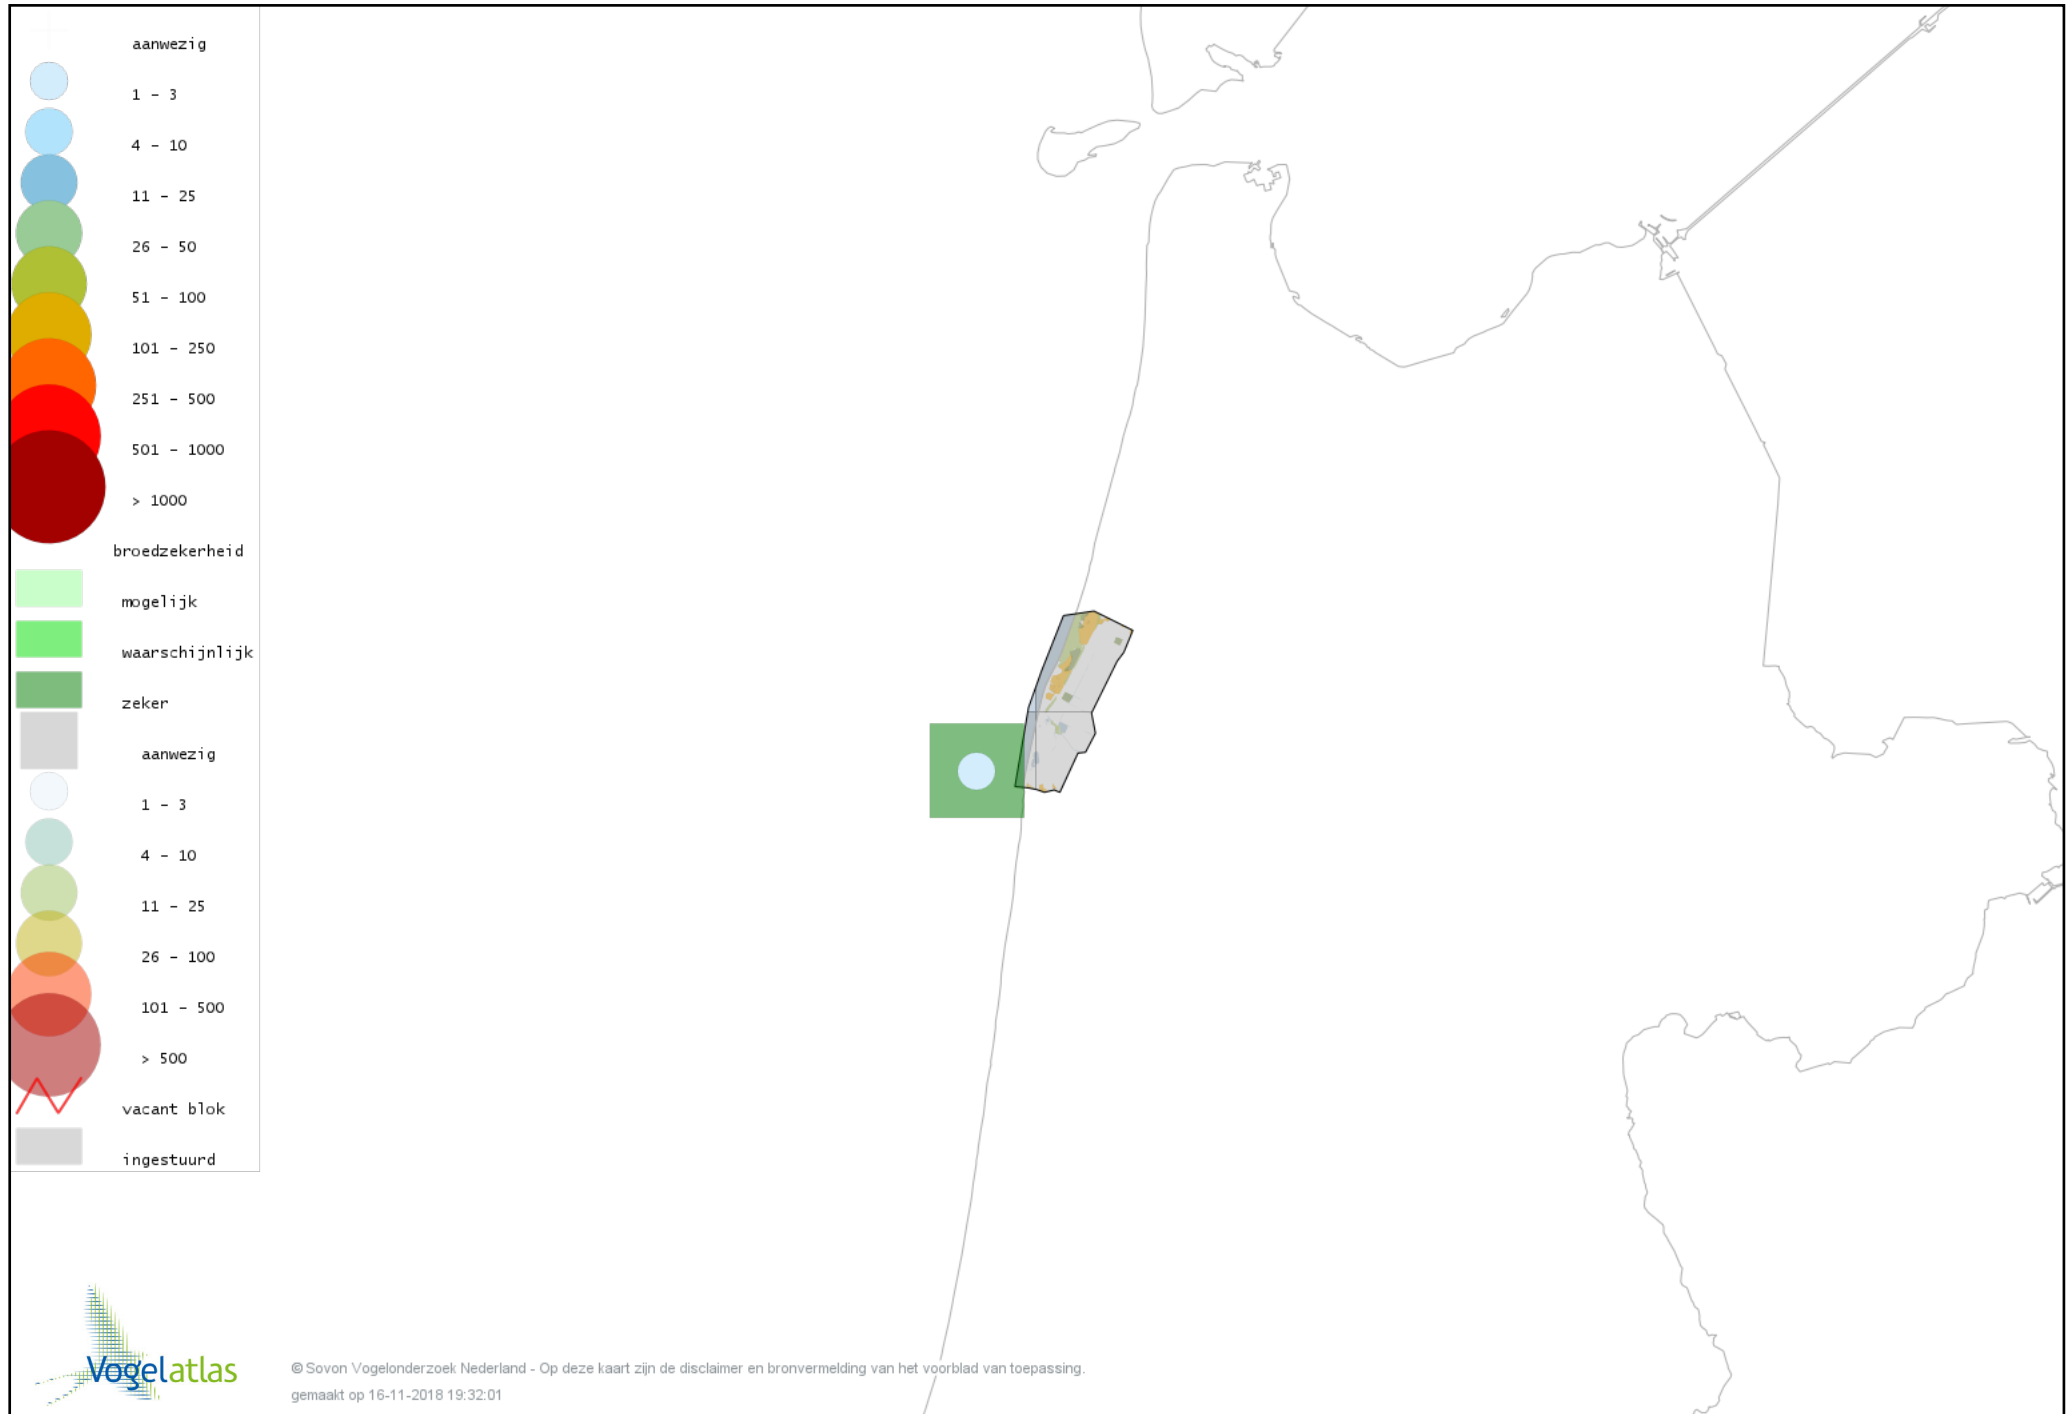 aanwezig
1 - 3
4 - 10
11 - 25
26 - 50
51 - 100
101 - 250
251 - 500
501 - 1000
> 1000
broedzekerheid
mogelijk
waarschijnlijk
zeker
aanwezig
1 - 3
4 - 10
11 - 25
26 - 100
101 - 500
> 500
vacant blok
ingestuurd
Vogelatlas
© Sovon Vogelonderzoek Nederland - Op deze kaart zijn de disclaimer en bronvermelding van het voorblad van toepassing.
gemaakt op 16-11-2018 19:32:01